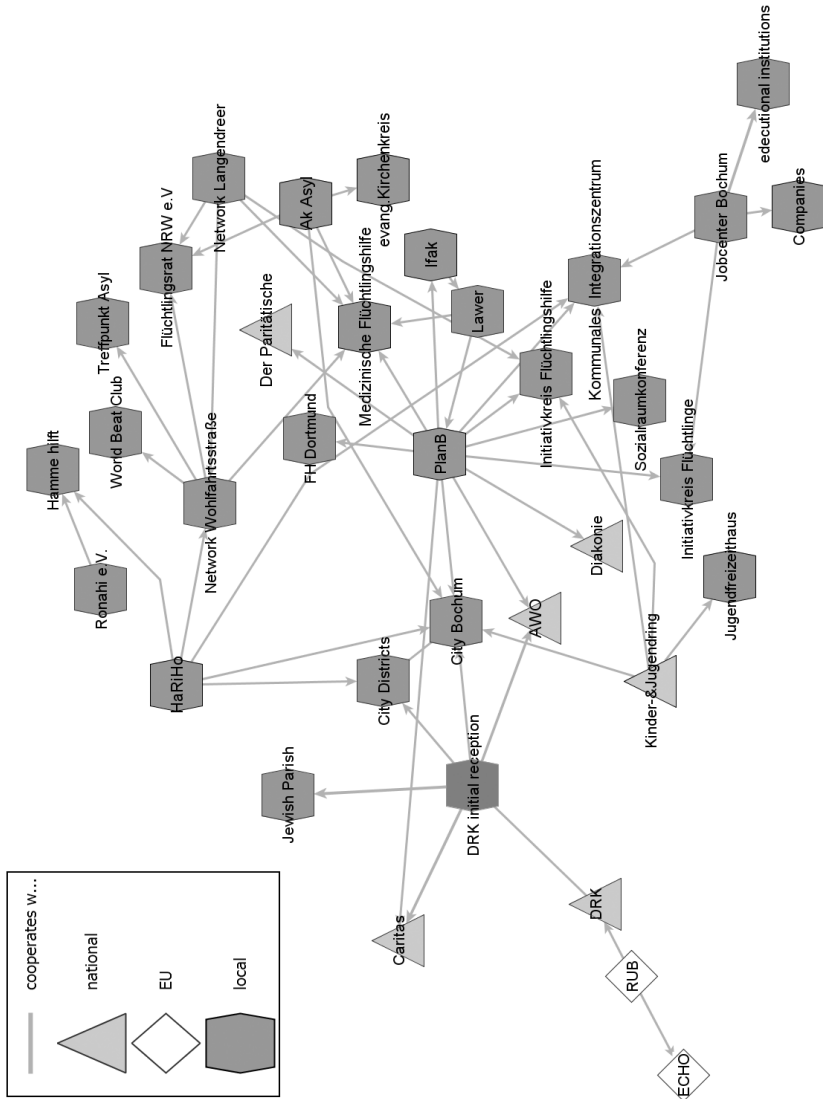 edecutional institutions
Network Langendreer
evang.Kirchenkreis
Ak Asyl
Flüchtlingsrat NRW e.V
Companies
Jobcenter Bochum
Ifak
Kommunales Integrationszentrum
Lawer
Medizinische Flüchtlingshilfe
Der Paritätische
Treffpunkt Asyl
Initiativkreis Flüchtlingshilfe
Sozialraumkonferenz
World Beat Club
FH Dortmund
PlanB
Hamme hilft
Initiativkreis Flüchtlinge
Network Wohlfahrtsstraße
Diakonie
Ronahi e.V.
Jugendfreizeithaus
City Bochum
AWO
HaRiHo
City Districts
Kinder-&Jugendring
Jewish Parish
DRK initial reception
DRK
Caritas
RUB
ECHO
cooperates w...
national
EU
local